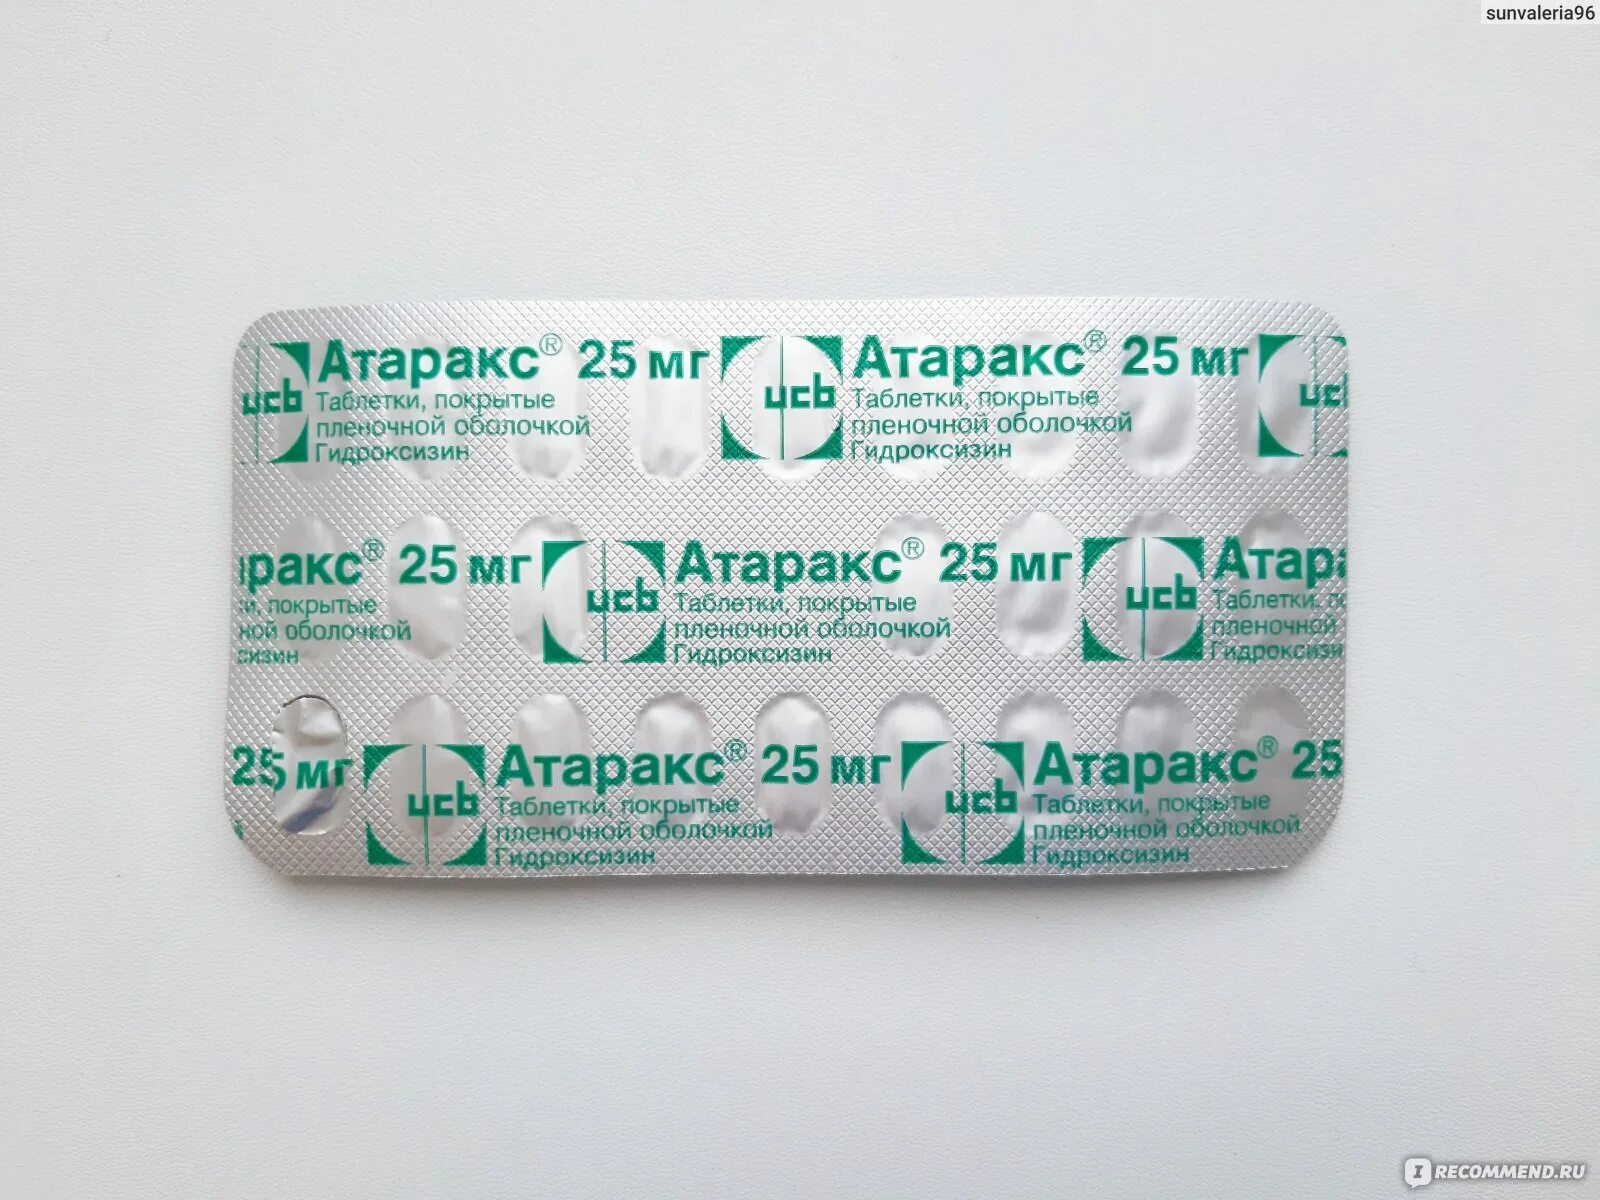 sunvaleria96
ucb Атаракс® 25 мг ucb Атаракс® 25 мг ucb
Таблетки, покрытые Таблетки, покрытые
пленочной оболочкой пленочной оболочкой
Гидроксизин Гидроксизин
ракс® 25 мг ucb Атаракс® 25 мг ucb Атара
и, покрытые Таблетки, покрытые Таблетки, по
ной оболочкой пленочной оболочкой пленочной
сизин Гидроксизин Гидроксизин
25 мг ucb Атаракс® 25 мг ucb Атаракс® 25
Таблетки, покрытые Таблетки, покрытые
пленочной оболочкой пленочной оболочкой
Гидроксизин Гидроксизин
IRECOMMEND.RU